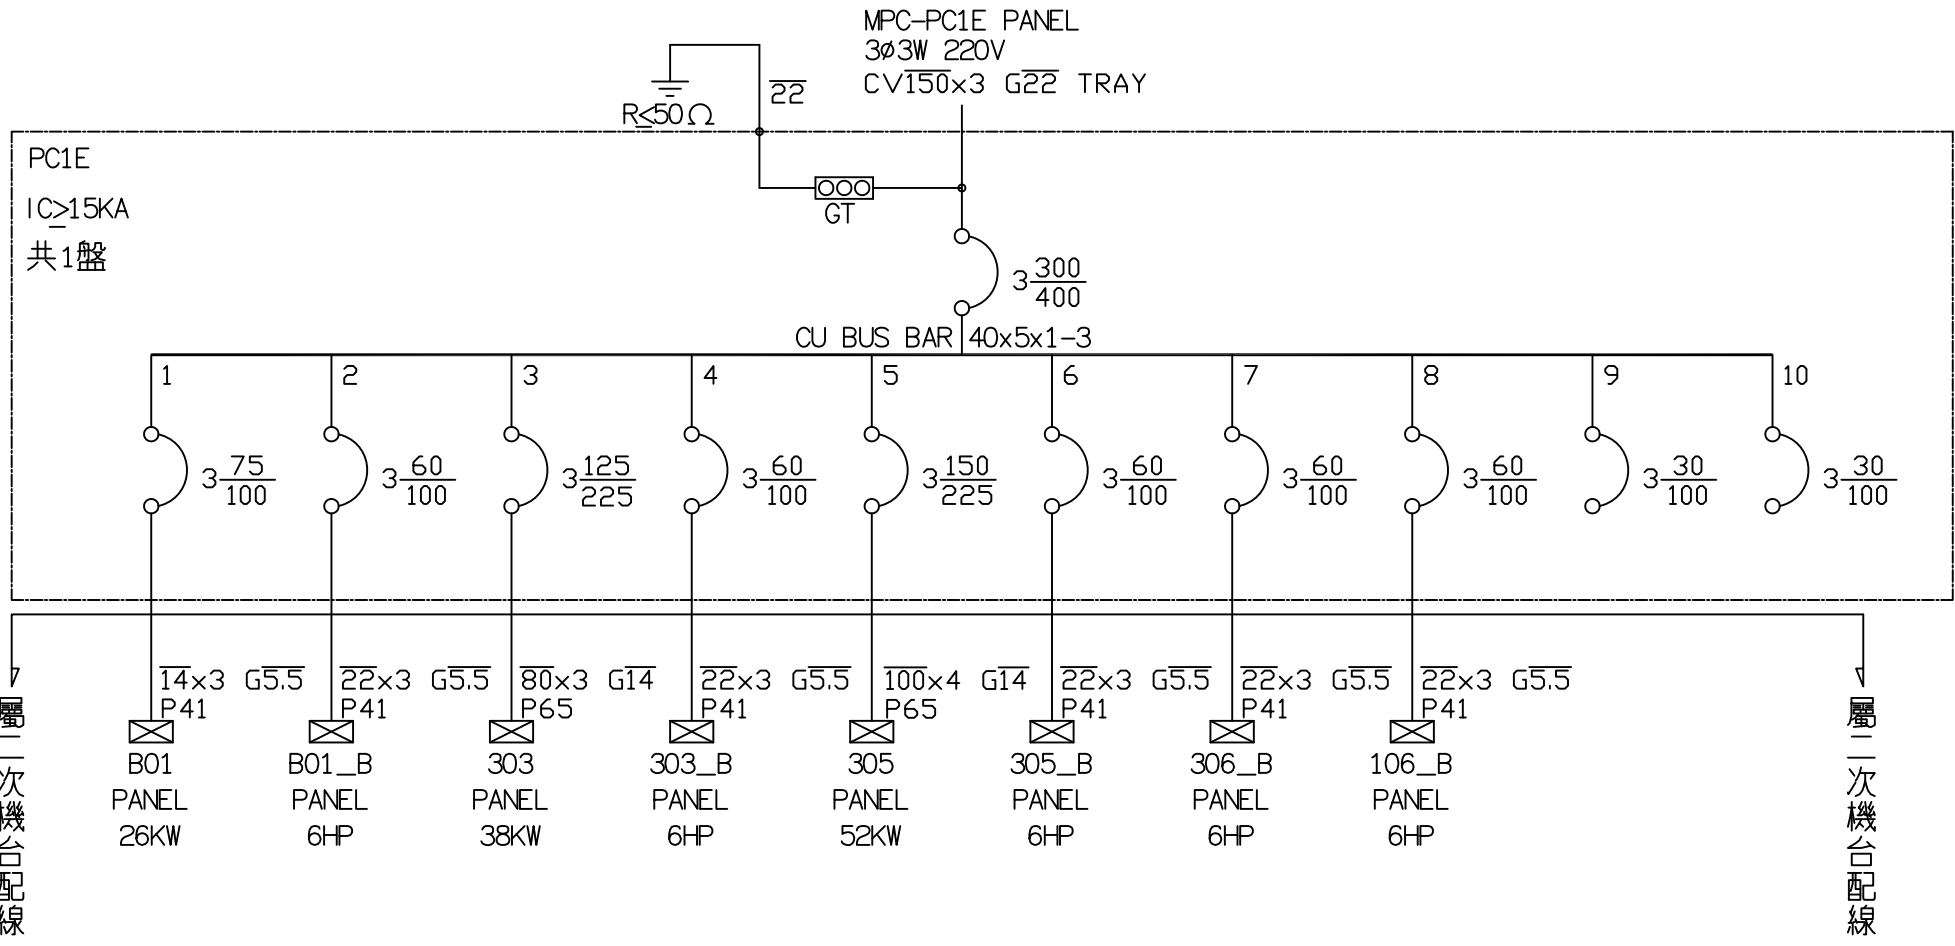 MPC-PC1E PANEL
3ø3W 220V
CV150x3 G22 TRAY
22
R≤50Ω
PC1E
IC≥15KA
共1盤
GT
3 300/400
CU BUS BAR 40x5x1-3
1 2 3 4 5 6 7 8 9 10
3 75/100 3 60/100 3 125/225 3 60/100 3 150/225 3 60/100 3 60/100 3 60/100 3 30/100 3 30/100
14x3 G5.5 22x3 G5.5 80x3 G14 22x3 G5.5 100x4 G14 22x3 G5.5 22x3 G5.5 22x3 G5.5
P41 P41 P65 P41 P65 P41 P41 P41
B01 B01_B 303 303_B 305 305_B 306_B 106_B
PANEL PANEL PANEL PANEL PANEL PANEL PANEL PANEL
26KW 6HP 38KW 6HP 52KW 6HP 6HP 6HP
屬二次機台配線
屬二次機台配線